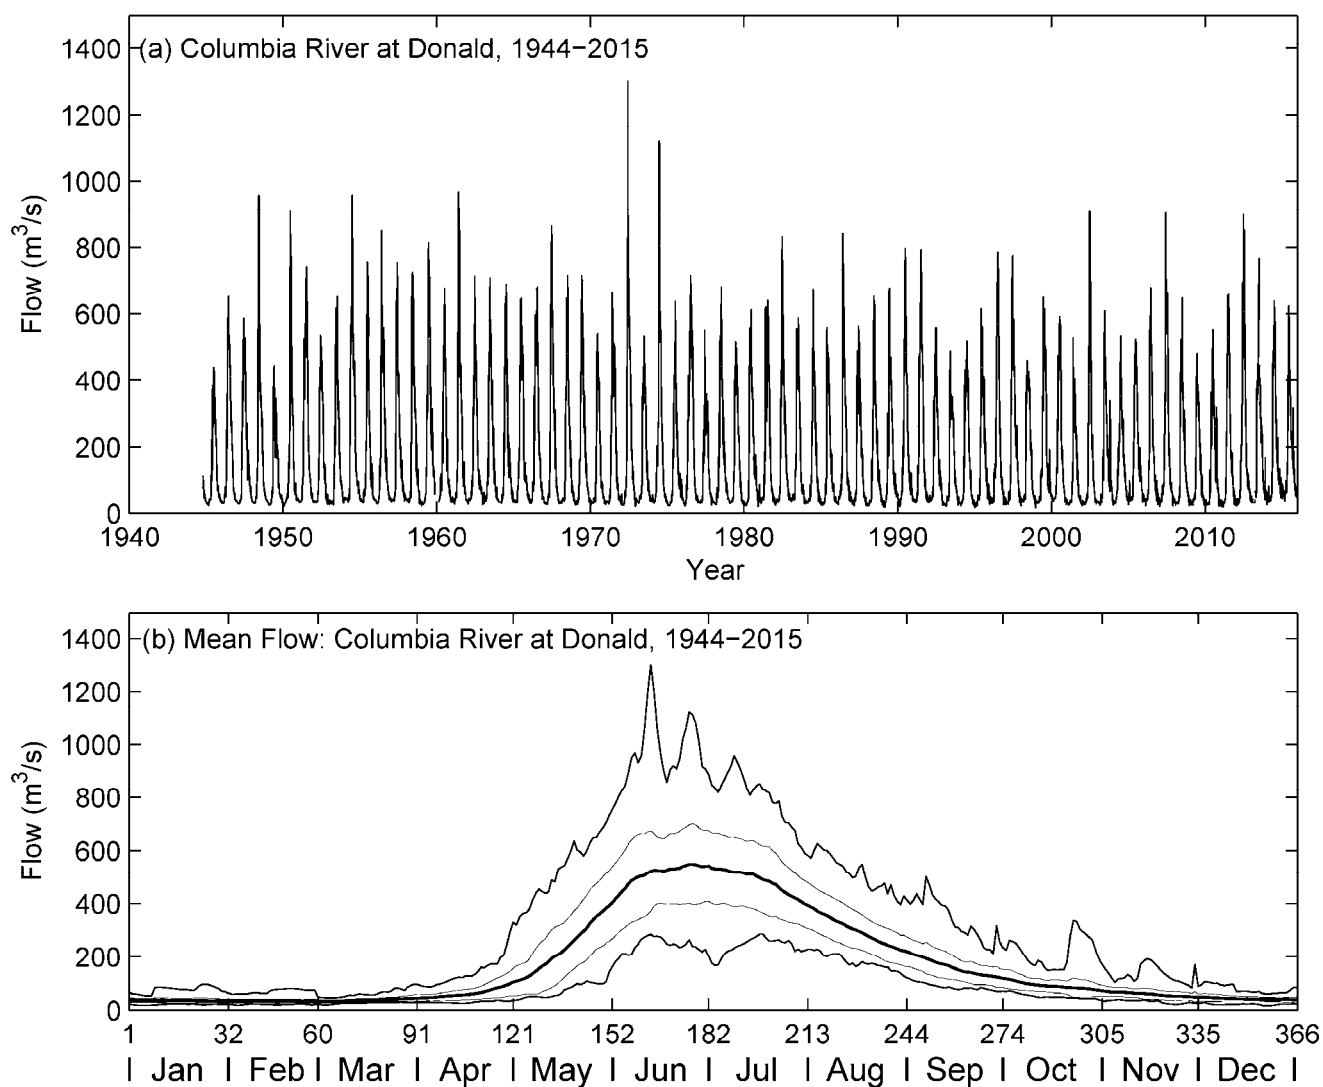 (a) Columbia River at Donald, 1944−2015
1400
1200
1000
800
600
400
200
0
Flow (m³/s)
1940 1950 1960 1970 1980 1990 2000 2010
Year
(b) Mean Flow: Columbia River at Donald, 1944−2015
1400
1200
1000
800
600
400
200
0
Flow (m³/s)
1 32 60 91 121 152 182 213 244 274 305 335 366
| Jan | Feb | Mar | Apr | May | Jun | Jul | Aug | Sep | Oct | Nov | Dec |